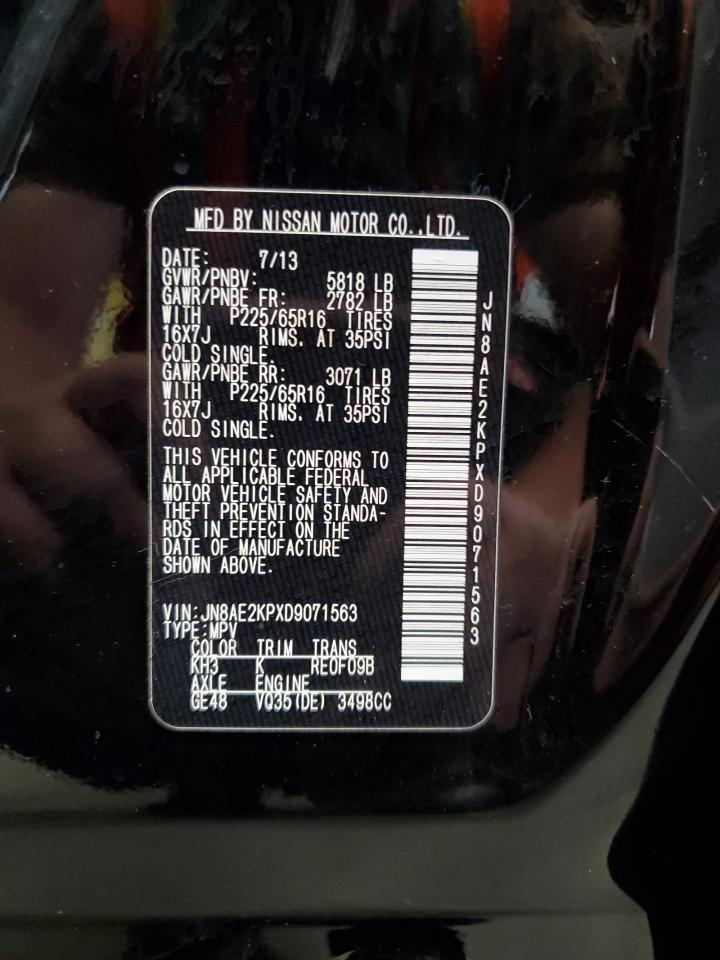 MFD BY NISSAN MOTOR CO.,LTD.
DATE: 7/13
GVWR/PNBV: 5818 LB
GAWR/PNBE FR: 2782 LB
WITH P225/65R16 TIRES
16X7J RIMS. AT 35PSI
COLD SINGLE.
GAWR/PNBE RR: 3071 LB
WITH P225/65R16 TIRES
16X7J RIMS. AT 35PSI
COLD SINGLE.
THIS VEHICLE CONFORMS TO
ALL APPLICABLE FEDERAL
MOTOR VEHICLE SAFETY AND
THEFT PREVENTION STANDA-
RDS IN EFFECT ON THE
DATE OF MANUFACTURE
SHOWN ABOVE.
VIN:JN8AE2KPXD9071563
TYPE:MPV
COLOR TRIM TRANS
KH3 K RE0F09B
AXLE ENGINE
GE48 VQ35(DE) 3498CC
JN8AE2KPXD9071563